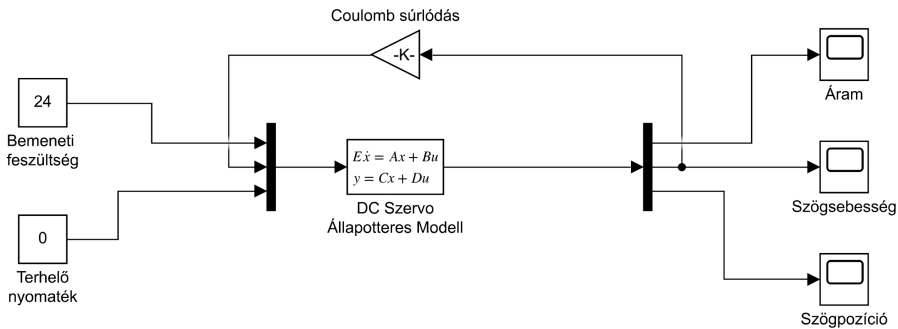 Coulomb súrlódás
-K-
24
Bemeneti
feszültség
Eẋ = Ax + Bu
y = Cx + Du
DC Szervo
Állapotteres Modell
0
Terhelő
nyomaték
Áram
Szögsebesség
Szögpozíció